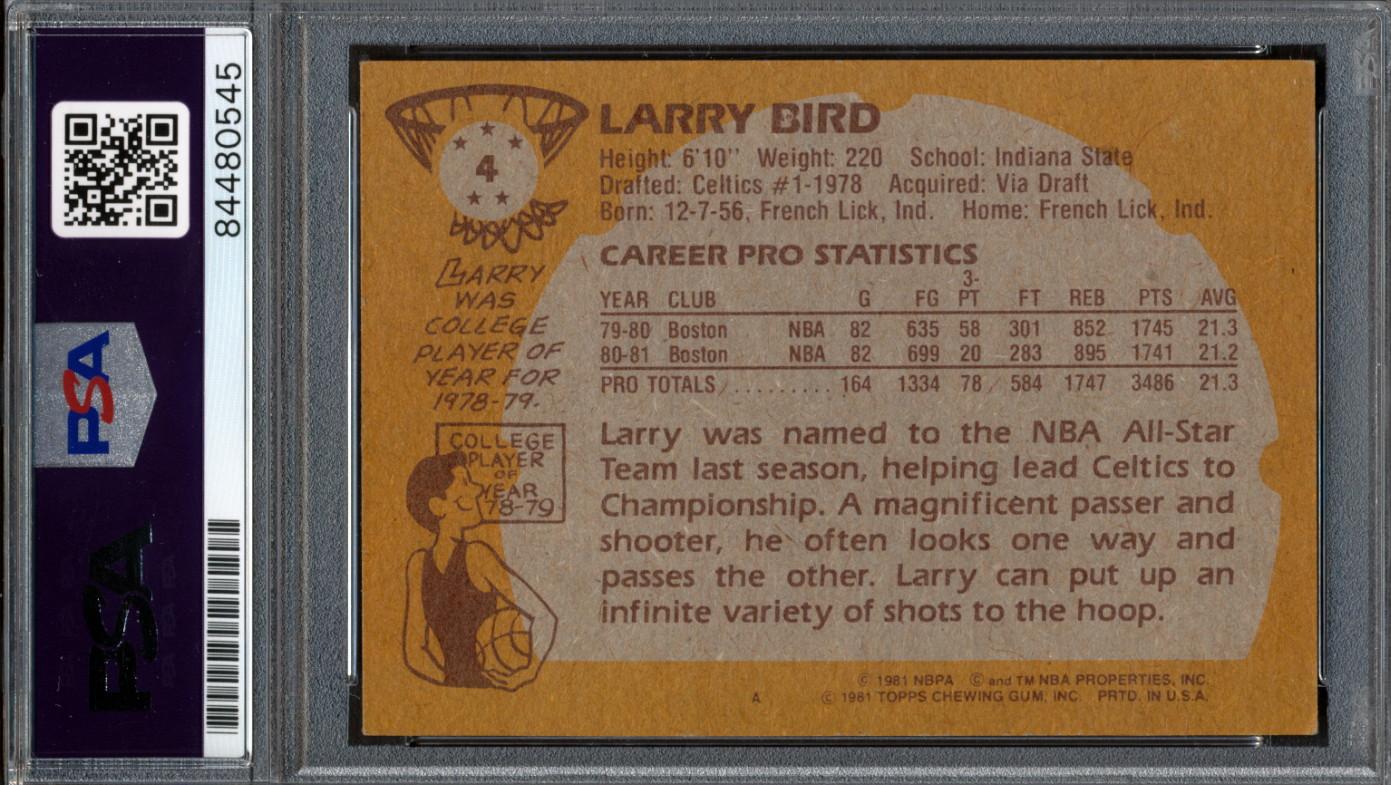 84480545
PSA
PSA
4
LARRY WAS COLLEGE PLAYER OF YEAR FOR 1978-79.
COLLEGE PLAYER OF YEAR 78-79
LARRY BIRD
Height: 6'10" Weight: 220 School: Indiana State
Drafted: Celtics #1-1978 Acquired: Via Draft
Born: 12-7-56, French Lick, Ind. Home: French Lick, Ind.
CAREER PRO STATISTICS
YEAR CLUB G FG 3-PT FT REB PTS AVG
79-80 Boston NBA 82 635 58 301 852 1745 21.3
80-81 Boston NBA 82 699 20 283 895 1741 21.2
PRO TOTALS .......... 164 1334 78 584 1747 3486 21.3
Larry was named to the NBA All-Star
Team last season, helping lead Celtics to
Championship. A magnificent passer and
shooter, he often looks one way and
passes the other. Larry can put up an
infinite variety of shots to the hoop.
© 1981 NBPA © and TM NBA PROPERTIES, INC.
A © 1981 TOPPS CHEWING GUM, INC. PRTD. IN U.S.A.